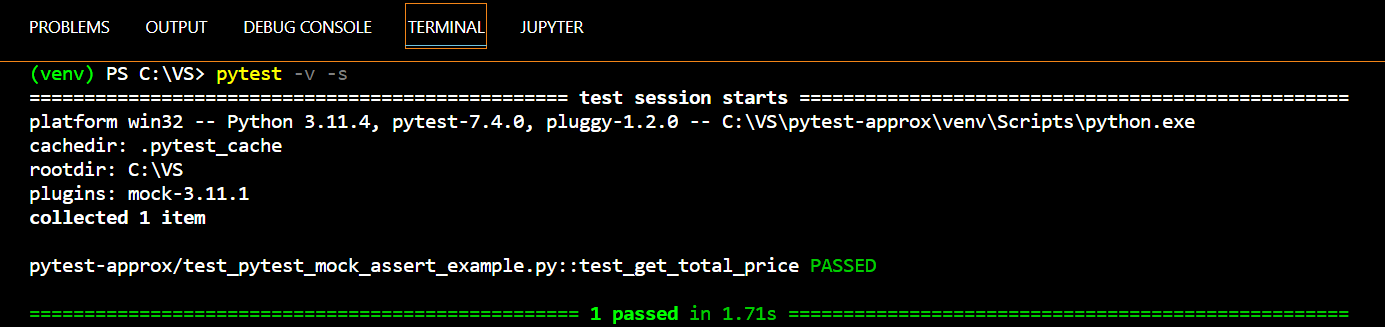 PROBLEMS OUTPUT DEBUG CONSOLE TERMINAL JUPYTER
(venv) PS C:\VS> pytest -v -s
================================================= test session starts ==================================================
platform win32 -- Python 3.11.4, pytest-7.4.0, pluggy-1.2.0 -- C:\VS\pytest-approx\venv\Scripts\python.exe
cachedir: .pytest_cache
rootdir: C:\VS
plugins: mock-3.11.1
collected 1 item
pytest-approx/test_pytest_mock_assert_example.py::test_get_total_price PASSED
================================================== 1 passed in 1.71s ===================================================